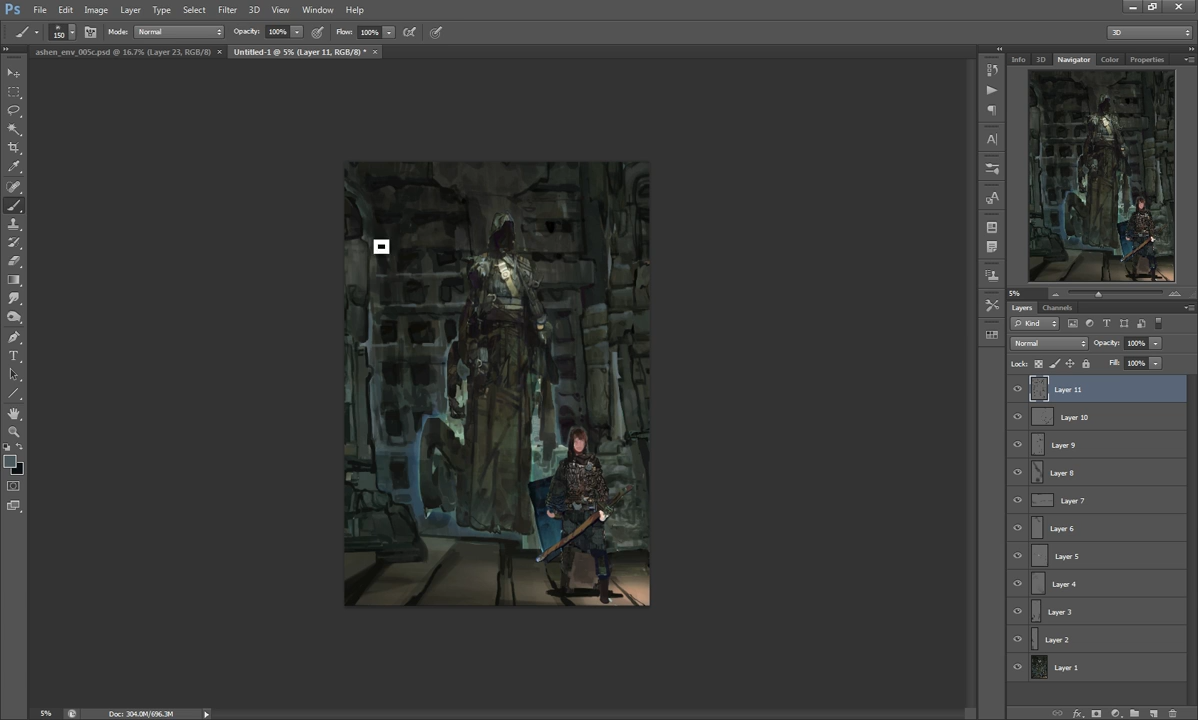 Ps File Edit Image Layer Type Select Filter 3D View Window Help
150 Mode: Normal Opacity: 100% Flow: 100% 3D
ashen_env_005c.psd @ 16.7% (Layer 23, RGB/8) × Untitled-1 @ 5% (Layer 11, RGB/8) * ×
Info 3D Navigator Color Properties
5%
Layers Channels
Kind
Normal Opacity: 100%
Lock: Fill: 100%
Layer 11
Layer 10
Layer 9
Layer 8
Layer 7
Layer 6
Layer 5
Layer 4
Layer 3
Layer 2
Layer 1
5% Doc: 304.0M/696.3M